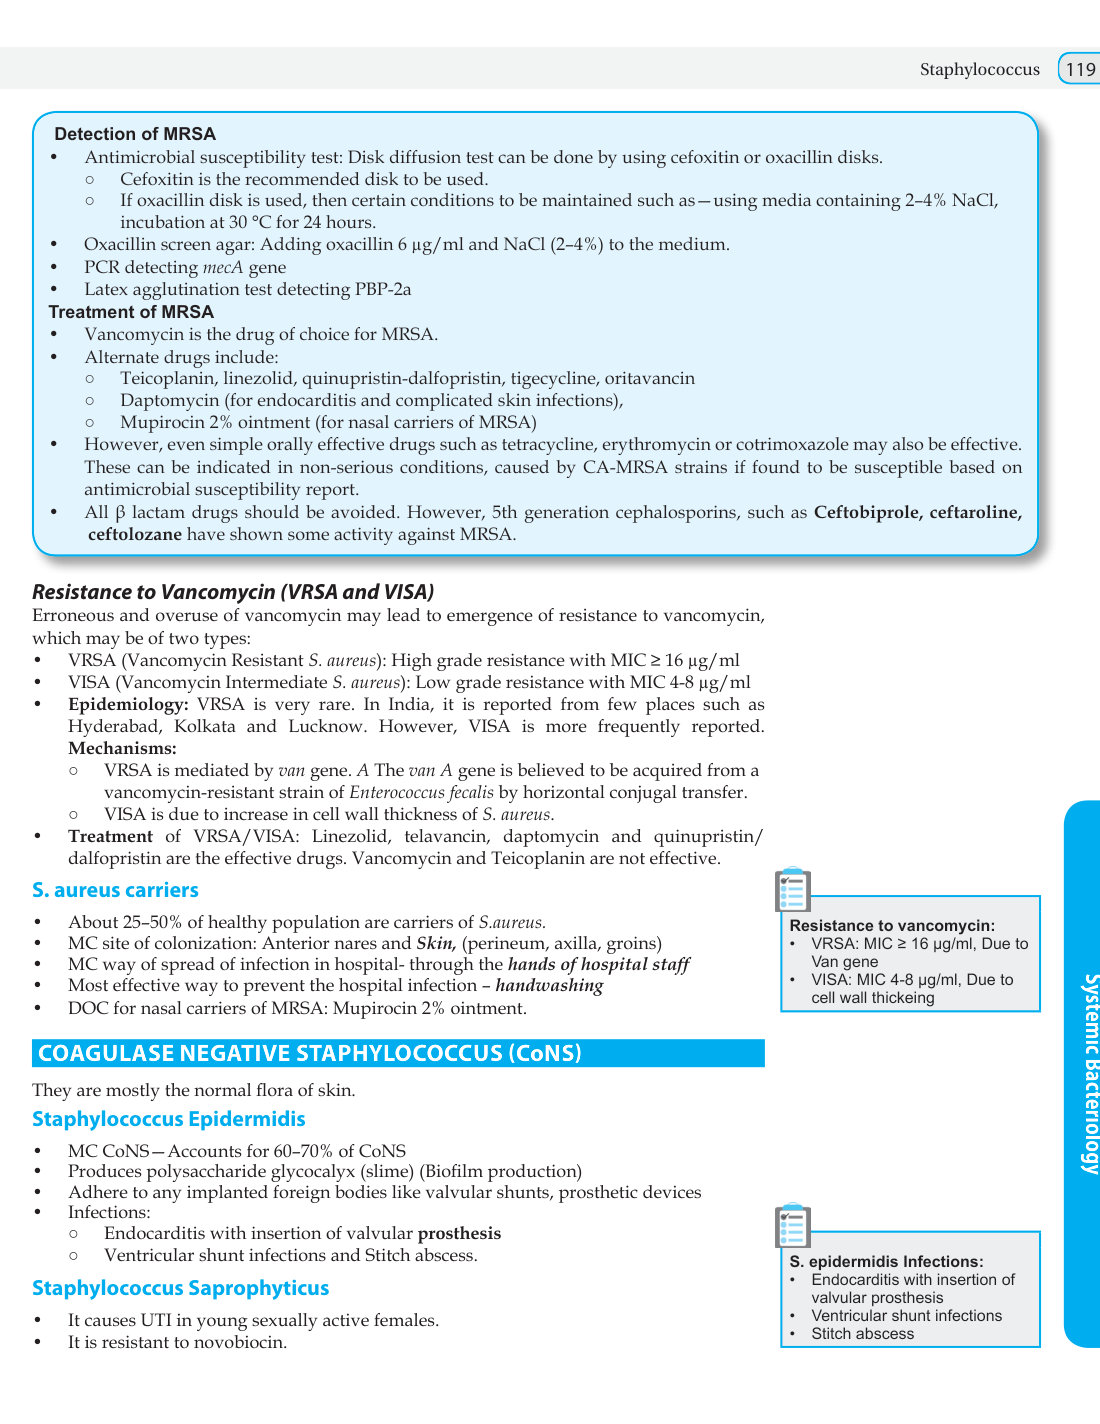 Staphylococcus 119
Detection of MRSA
• Antimicrobial susceptibility test: Disk diffusion test can be done by using cefoxitin or oxacillin disks.
○ Cefoxitin is the recommended disk to be used.
○ If oxacillin disk is used, then certain conditions to be maintained such as—using media containing 2–4% NaCl,
incubation at 30 °C for 24 hours.
• Oxacillin screen agar: Adding oxacillin 6 µg/ml and NaCl (2–4%) to the medium.
• PCR detecting mecA gene
• Latex agglutination test detecting PBP-2a
Treatment of MRSA
• Vancomycin is the drug of choice for MRSA.
• Alternate drugs include:
○ Teicoplanin, linezolid, quinupristin-dalfopristin, tigecycline, oritavancin
○ Daptomycin (for endocarditis and complicated skin infections),
○ Mupirocin 2% ointment (for nasal carriers of MRSA)
• However, even simple orally effective drugs such as tetracycline, erythromycin or cotrimoxazole may also be effective.
These can be indicated in non-serious conditions, caused by CA-MRSA strains if found to be susceptible based on
antimicrobial susceptibility report.
• All β lactam drugs should be avoided. However, 5th generation cephalosporins, such as Ceftobiprole, ceftaroline,
ceftolozane have shown some activity against MRSA.
Resistance to Vancomycin (VRSA and VISA)
Erroneous and overuse of vancomycin may lead to emergence of resistance to vancomycin,
which may be of two types:
• VRSA (Vancomycin Resistant S. aureus): High grade resistance with MIC ≥ 16 µg/ml
• VISA (Vancomycin Intermediate S. aureus): Low grade resistance with MIC 4-8 µg/ml
• Epidemiology: VRSA is very rare. In India, it is reported from few places such as
Hyderabad, Kolkata and Lucknow. However, VISA is more frequently reported.
Mechanisms:
○ VRSA is mediated by van gene. A The van A gene is believed to be acquired from a
vancomycin-resistant strain of Enterococcus fecalis by horizontal conjugal transfer.
○ VISA is due to increase in cell wall thickness of S. aureus.
• Treatment of VRSA/VISA: Linezolid, telavancin, daptomycin and quinupristin/
dalfopristin are the effective drugs. Vancomycin and Teicoplanin are not effective.
S. aureus carriers
• About 25–50% of healthy population are carriers of S.aureus.
• MC site of colonization: Anterior nares and Skin, (perineum, axilla, groins)
• MC way of spread of infection in hospital- through the hands of hospital staff
• Most effective way to prevent the hospital infection – handwashing
• DOC for nasal carriers of MRSA: Mupirocin 2% ointment.
Resistance to vancomycin:
• VRSA: MIC ≥ 16 µg/ml, Due to
Van gene
• VISA: MIC 4-8 µg/ml, Due to
cell wall thickeing
COAGULASE NEGATIVE STAPHYLOCOCCUS (CoNS)
They are mostly the normal flora of skin.
Staphylococcus Epidermidis
• MC CoNS—Accounts for 60–70% of CoNS
• Produces polysaccharide glycocalyx (slime) (Biofilm production)
• Adhere to any implanted foreign bodies like valvular shunts, prosthetic devices
• Infections:
○ Endocarditis with insertion of valvular prosthesis
○ Ventricular shunt infections and Stitch abscess.
Staphylococcus Saprophyticus
• It causes UTI in young sexually active females.
• It is resistant to novobiocin.
S. epidermidis Infections:
• Endocarditis with insertion of
valvular prosthesis
• Ventricular shunt infections
• Stitch abscess
Systemic Bacteriology